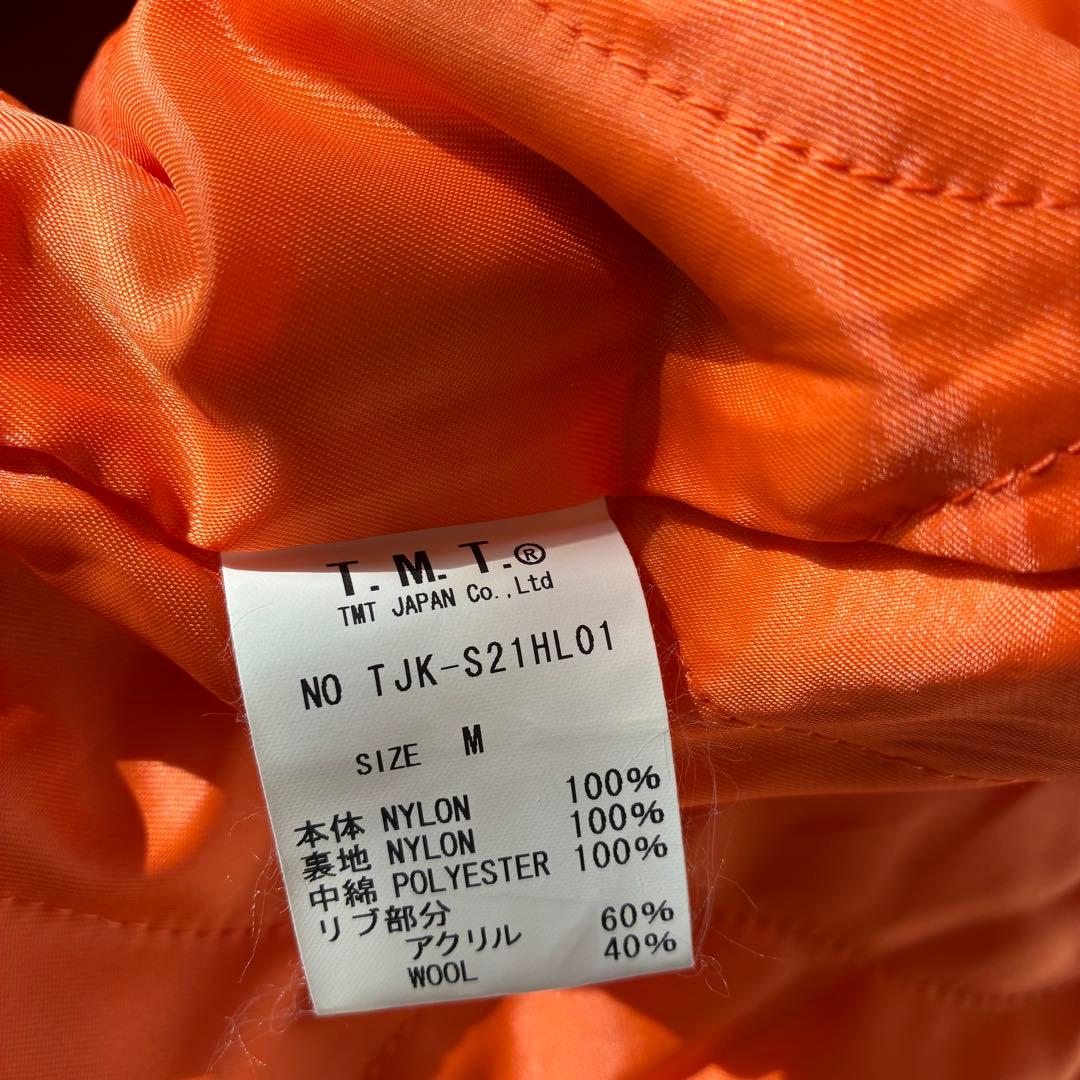 T.M.T.®
TMT JAPAN Co.,Ltd
NO TJK-S21HL01
SIZE M
本体 NYLON 100%
裏地 NYLON 100%
中綿 POLYESTER 100%
リブ部分
アクリル 60%
WOOL 40%